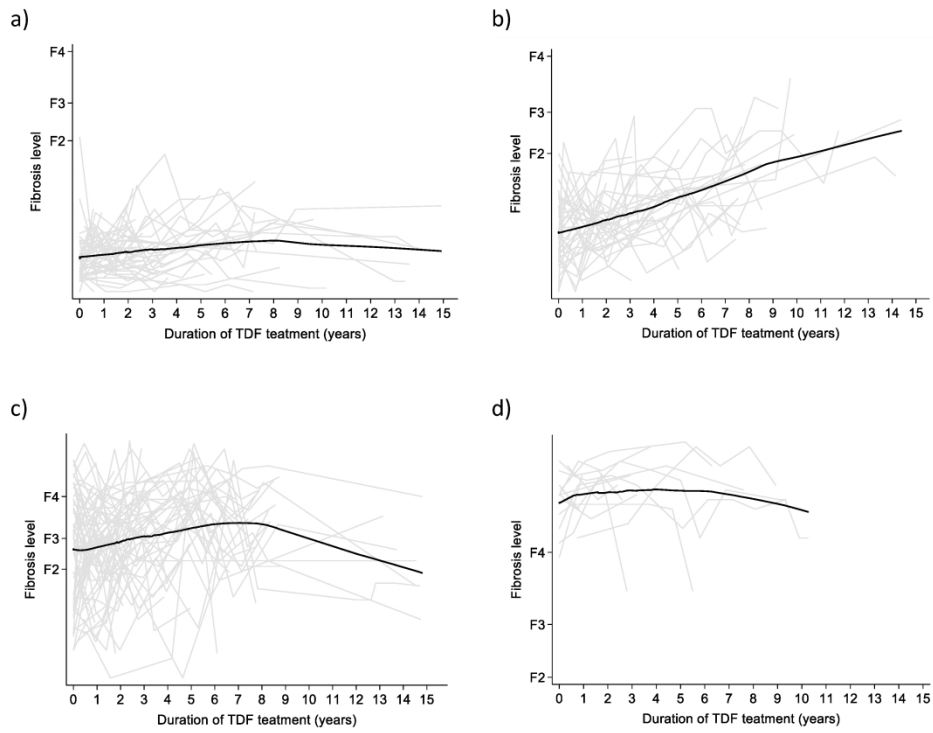 a)
F4
F3
F2
Fibrosis level
0 1 2 3 4 5 6 7 8 9 10 11 12 13 14 15
Duration of TDF teatment (years)
b)
F4
F3
F2
Fibrosis level
0 1 2 3 4 5 6 7 8 9 10 11 12 13 14 15
Duration of TDF teatment (years)
c)
F4
F3
F2
Fibrosis level
0 1 2 3 4 5 6 7 8 9 10 11 12 13 14 15
Duration of TDF teatment (years)
d)
F4
F3
F2
Fibrosis level
0 1 2 3 4 5 6 7 8 9 10 11 12 13 14 15
Duration of TDF teatment (years)